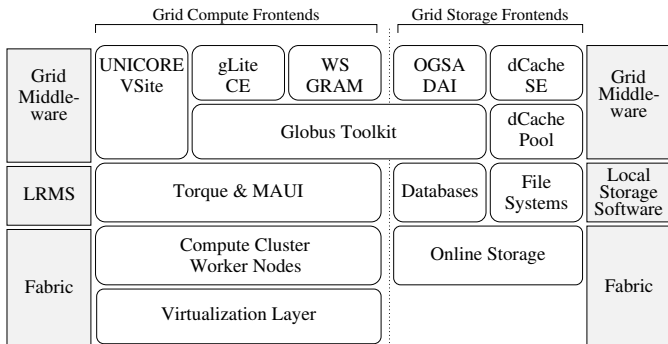 Grid Compute Frontends
Grid Storage Frontends
Grid
Middle-
ware
UNICORE
VSite
gLite
CE
WS
GRAM
OGSA
DAI
dCache
SE
Grid
Middle-
ware
Globus Toolkit
dCache
Pool
LRMS
Torque & MAUI
Databases
File
Systems
Local
Storage
Software
Fabric
Compute Cluster
Worker Nodes
Online Storage
Fabric
Virtualization Layer